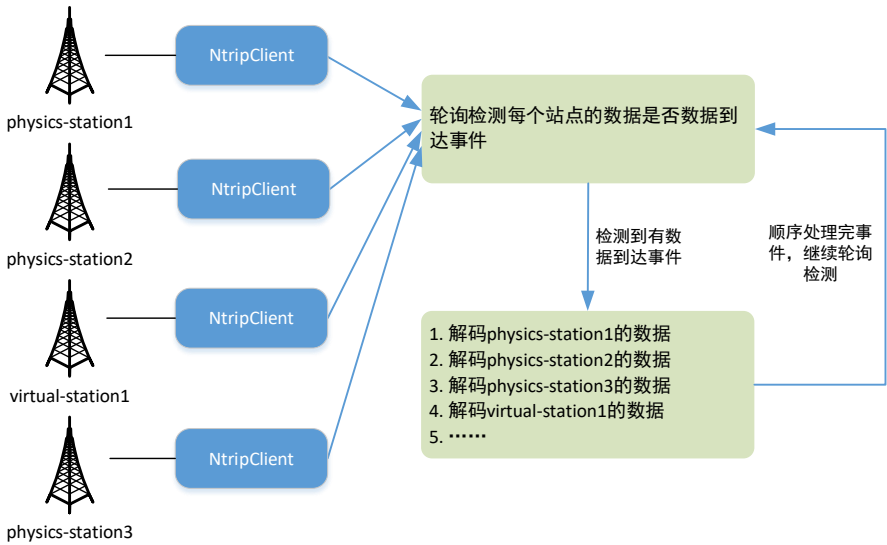 NtripClient
physics-station1
轮询检测每个站点的数据是否数据到
达事件
NtripClient
physics-station2
检测到有数
据到达事件
顺序处理完事
件，继续轮询
检测
NtripClient
virtual-station1
1. 解码physics-station1的数据
2. 解码physics-station2的数据
3. 解码physics-station3的数据
4. 解码virtual-station1的数据
5. ……
NtripClient
physics-station3